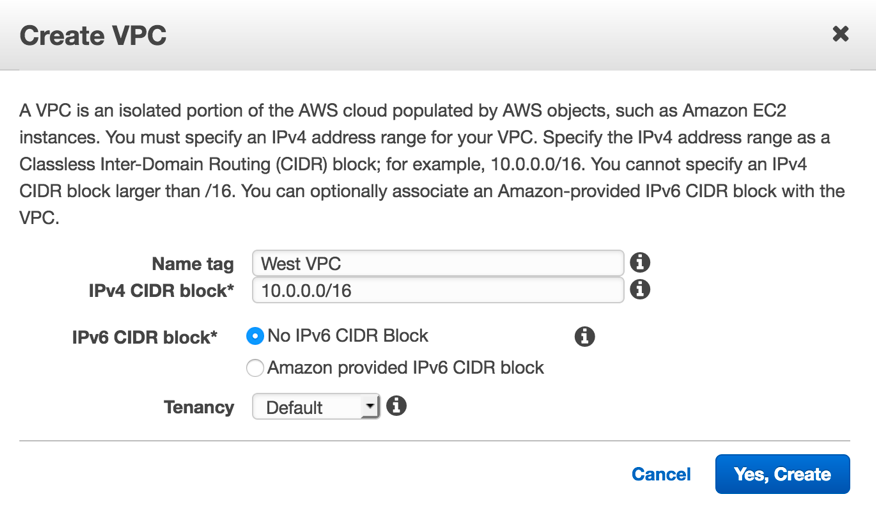 Create VPC
A VPC is an isolated portion of the AWS cloud populated by AWS objects, such as Amazon EC2
instances. You must specify an IPv4 address range for your VPC. Specify the IPv4 address range as a
Classless Inter-Domain Routing (CIDR) block; for example, 10.0.0.0/16. You cannot specify an IPv4
CIDR block larger than /16. You can optionally associate an Amazon-provided IPv6 CIDR block with the
VPC.
Name tag West VPC
IPv4 CIDR block* 10.0.0.0/16
IPv6 CIDR block* No IPv6 CIDR Block
Amazon provided IPv6 CIDR block
Tenancy Default
Cancel Yes, Create